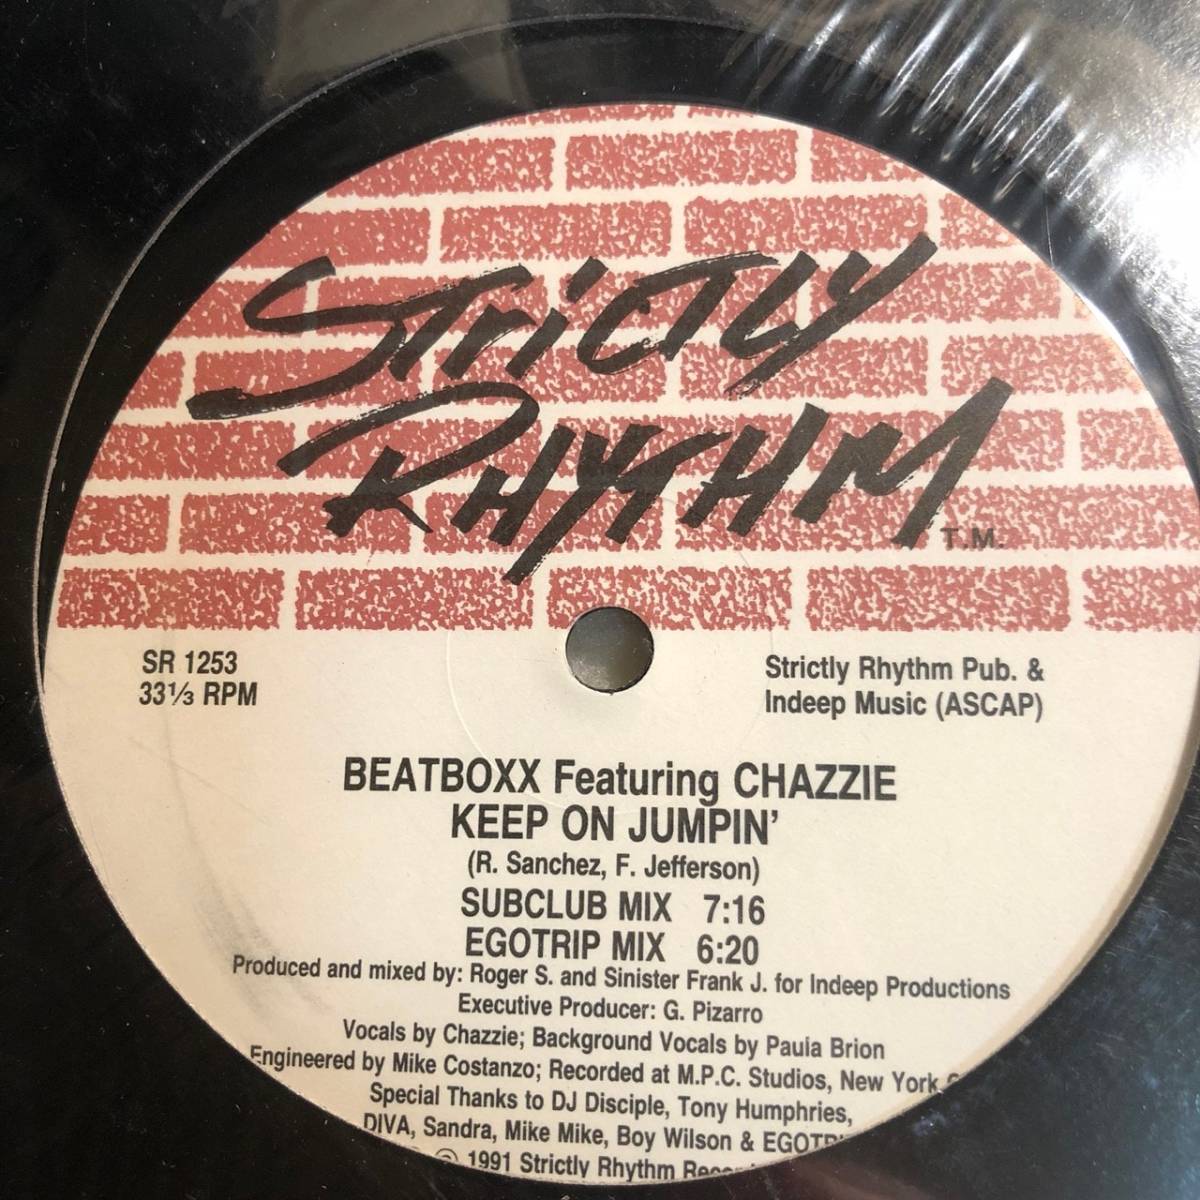 STRICTLY
RHYTHM
T.M.
SR 1253
33⅓ RPM
Strictly Rhythm Pub. &
Indeep Music (ASCAP)
BEATBOXX Featuring CHAZZIE
KEEP ON JUMPIN'
(R. Sanchez, F. Jefferson)
SUBCLUB MIX 7:16
EGOTRIP MIX 6:20
Produced and mixed by: Roger S. and Sinister Frank J. for Indeep Productions
Executive Producer: G. Pizarro
Vocals by Chazzie; Background Vocals by Paula Brion
Engineered by Mike Costanzo; Recorded at M.P.C. Studios, New York
Special Thanks to DJ Disciple, Tony Humphries,
DIVA, Sandra, Mike Mike, Boy Wilson &
1991 Strictly Rhythm